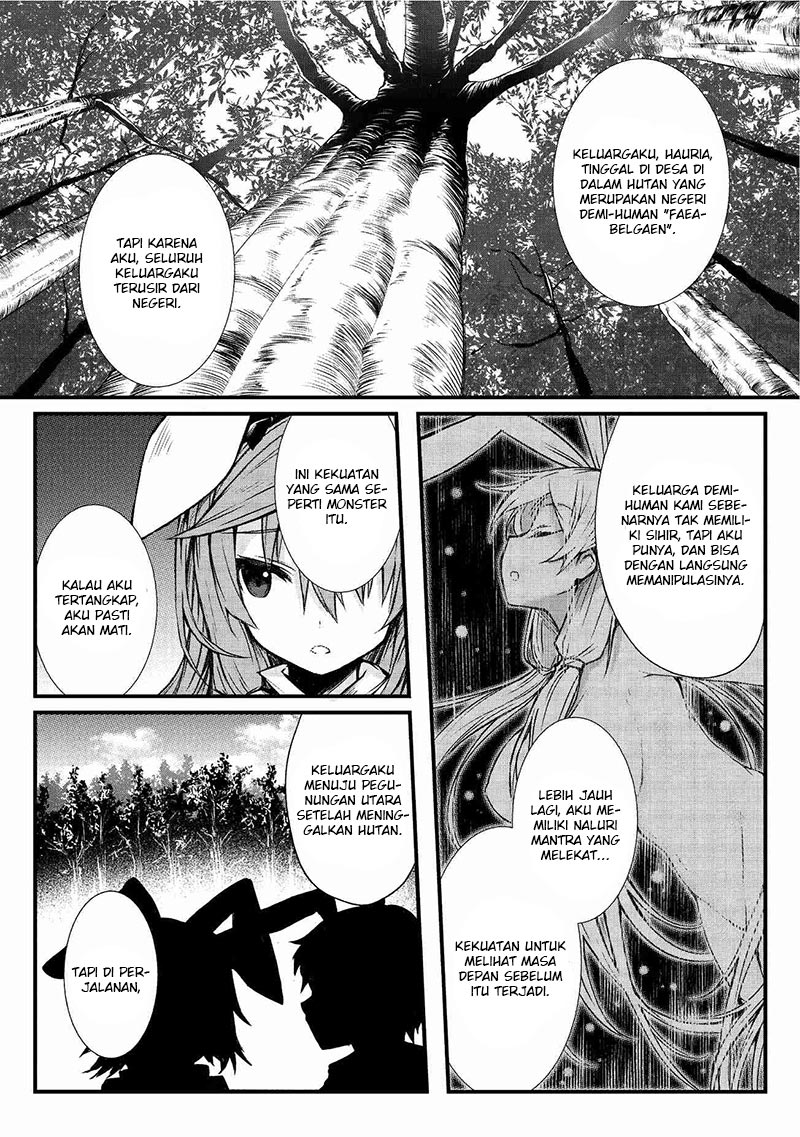 KELUARGAKU, HAURIA,
TINGGAL DI DESA DI
DALAM HUTAN YANG
MERUPAKAN NEGERI
DEMI-HUMAN "FAEA-
BELGAEN".
TAPI KARENA
AKU, SELURUH
KELUARGAKU
TERUSIR DARI
NEGERI.
KELUARGA DEMI-
HUMAN KAMI SEBE-
NARNYA TAK MEMILI-
KI SIHIR, TAPI AKU
PUNYA, DAN BISA
DENGAN LANGSUNG
MEMANIPULASINYA.
LEBIH JAUH
LAGI, AKU ME-
MILIKI NALURI
MANTRA YANG
MELEKAT...
KEKUATAN UNTUK
MELIHAT MASA
DEPAN SEBELUM
ITU TERJADI.
INI KEKUATAN
YANG SAMA SE-
PERTI MONSTER
ITU.
KALAU AKU
TERTANGKAP,
AKU PASTI
AKAN MATI.
KELUARGAKU
MENUJU PEGU-
NUNGAN UTARA
SETELAH MENING-
GALKAN HUTAN.
TAPI DI PER-
JALANAN,